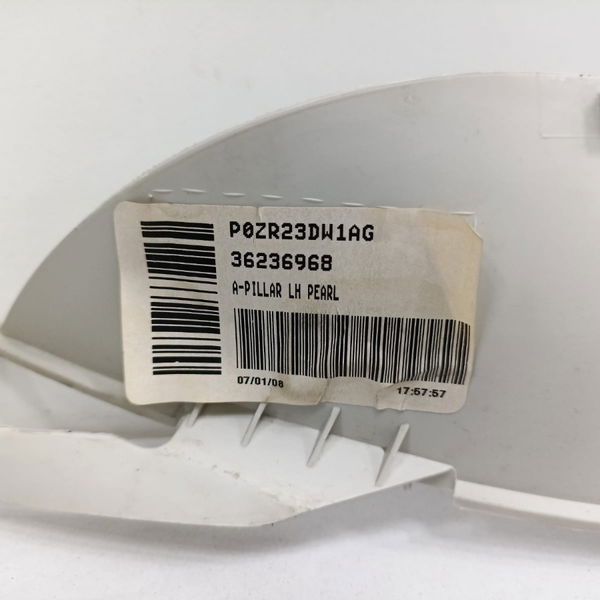 P0ZR23DW1AG
36236968
A-PILLAR LH PEARL
07/01/08
17:57:57